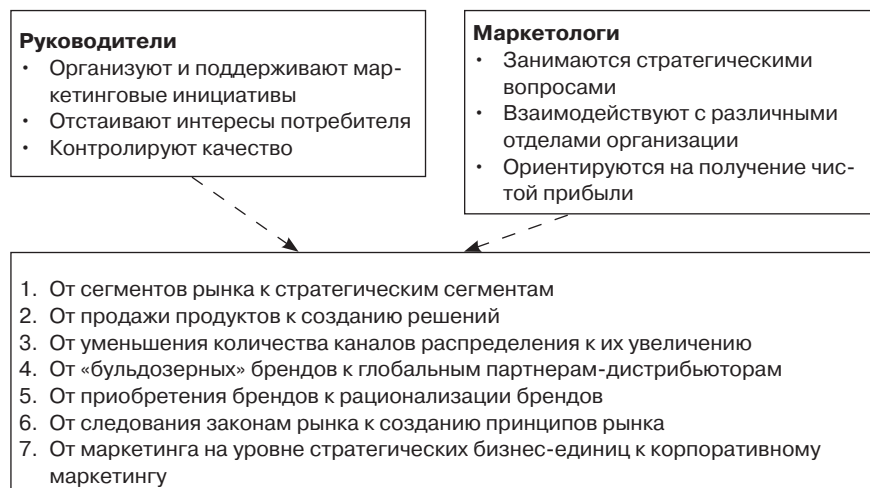 Руководители
• Организуют и поддерживают мар-
кетинговые инициативы
• Отстаивают интересы потребителя
• Контролируют качество
Маркетологи
• Занимаются стратегическими
вопросами
• Взаимодействуют с различными
отделами организации
• Ориентируются на получение чис-
той прибыли
1. От сегментов рынка к стратегическим сегментам
2. От продажи продуктов к созданию решений
3. От уменьшения количества каналов распределения к их увеличению
4. От «бульдозерных» брендов к глобальным партнерам-дистрибьюторам
5. От приобретения брендов к рационализации брендов
6. От следования законам рынка к созданию принципов рынка
7. От маркетинга на уровне стратегических бизнес-единиц к корпоративному
маркетингу